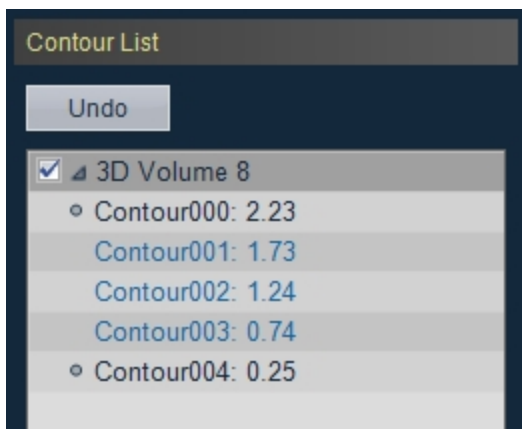 Contour List
Undo
3D Volume 8
Contour000: 2.23
Contour001: 1.73
Contour002: 1.24
Contour003: 0.74
Contour004: 0.25